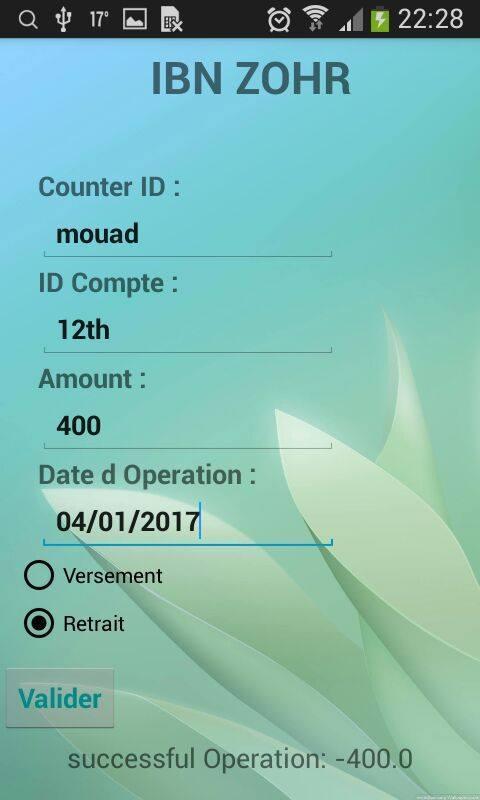 17°
22:28
IBN ZOHR
Counter ID :
mouad
ID Compte :
12th
Amount :
400
Date d Operation :
04/01/2017
Versement
Retrait
Valider
successful Operation: -400.0